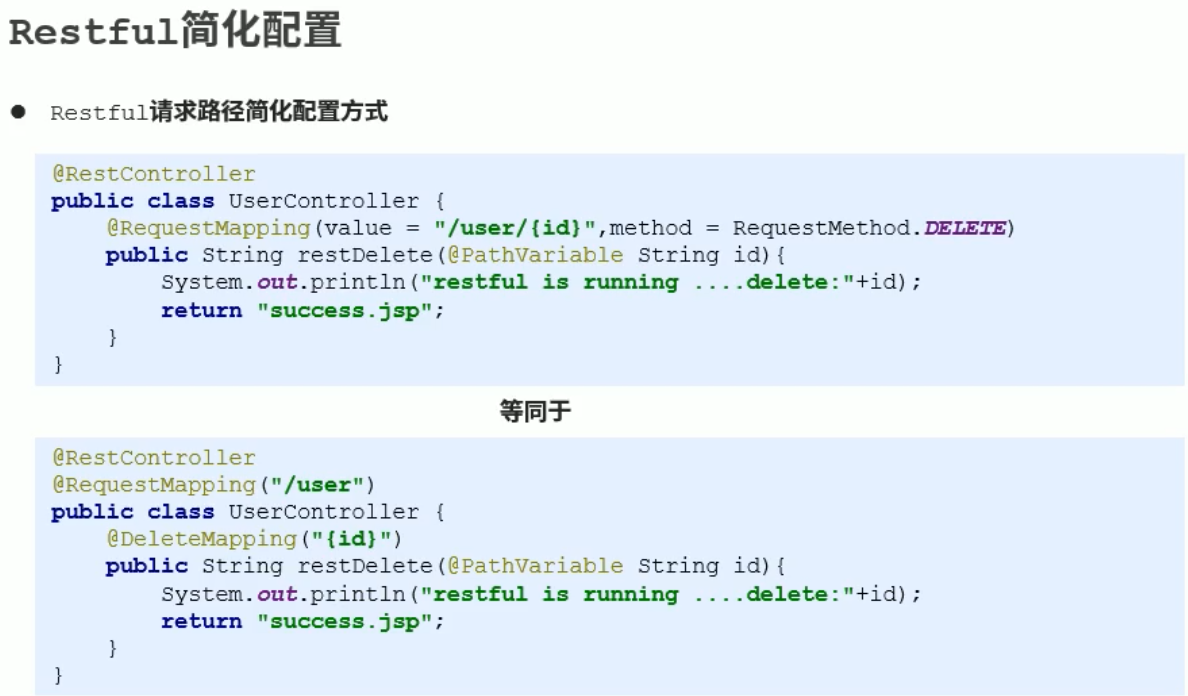 Restful简化配置
● Restful请求路径简化配置方式
@RestController
public class UserController {
    @RequestMapping(value = "/user/{id}",method = RequestMethod.DELETE)
    public String restDelete(@PathVariable String id){
        System.out.println("restful is running ....delete:"+id);
        return "success.jsp";
    }
}
等同于
@RestController
@RequestMapping("/user")
public class UserController {
    @DeleteMapping("{id}")
    public String restDelete(@PathVariable String id){
        System.out.println("restful is running ....delete:"+id);
        return "success.jsp";
    }
}